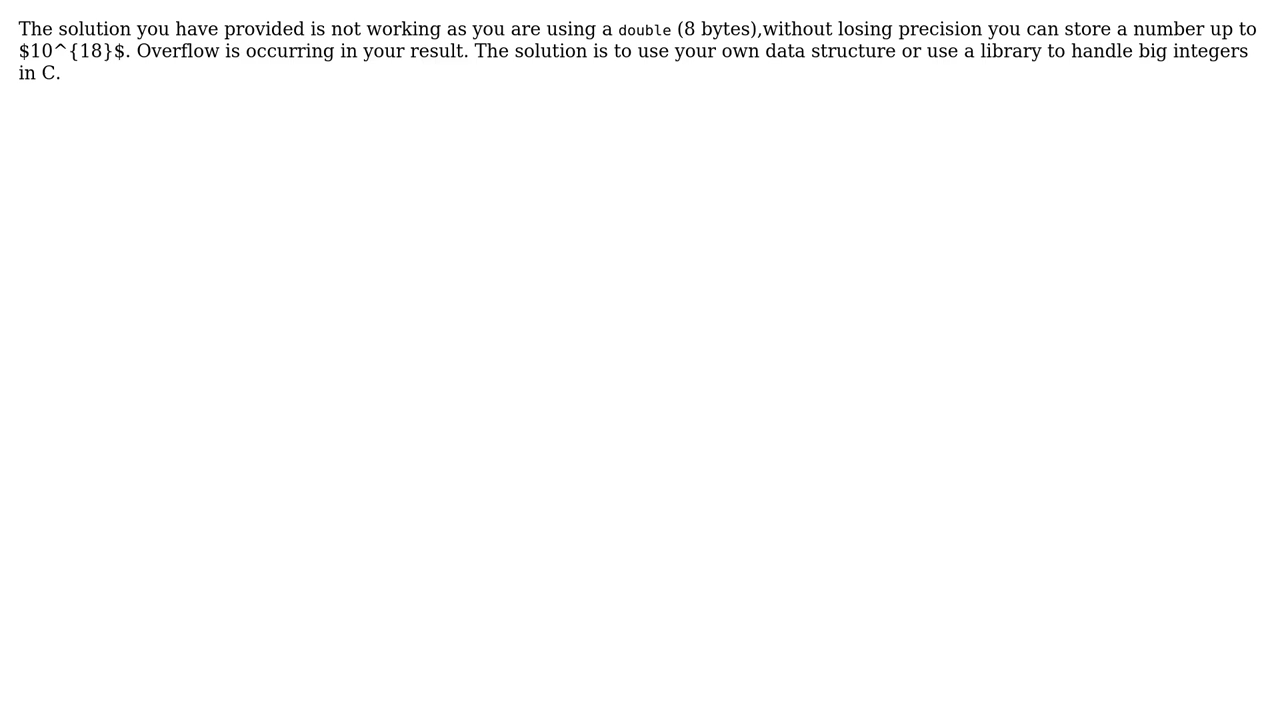 The solution you have provided is not working as you are using a double (8 bytes),without losing precision you can store a number up to
$10^{18}$. Overflow is occurring in your result. The solution is to use your own data structure or use a library to handle big integers
in C.